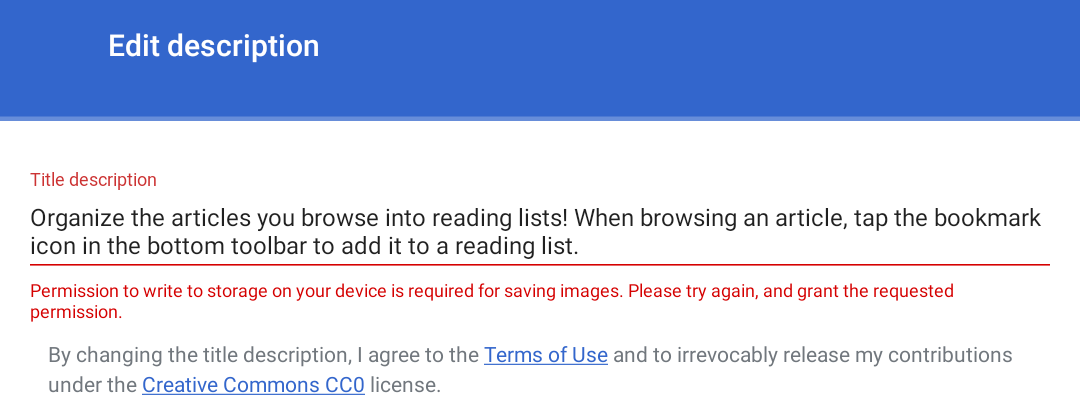 Edit description
Title description
Organize the articles you browse into reading lists! When browsing an article, tap the bookmark
icon in the bottom toolbar to add it to a reading list.
Permission to write to storage on your device is required for saving images. Please try again, and grant the requested
permission.
By changing the title description, I agree to the Terms of Use and to irrevocably release my contributions
under the Creative Commons CC0 license.